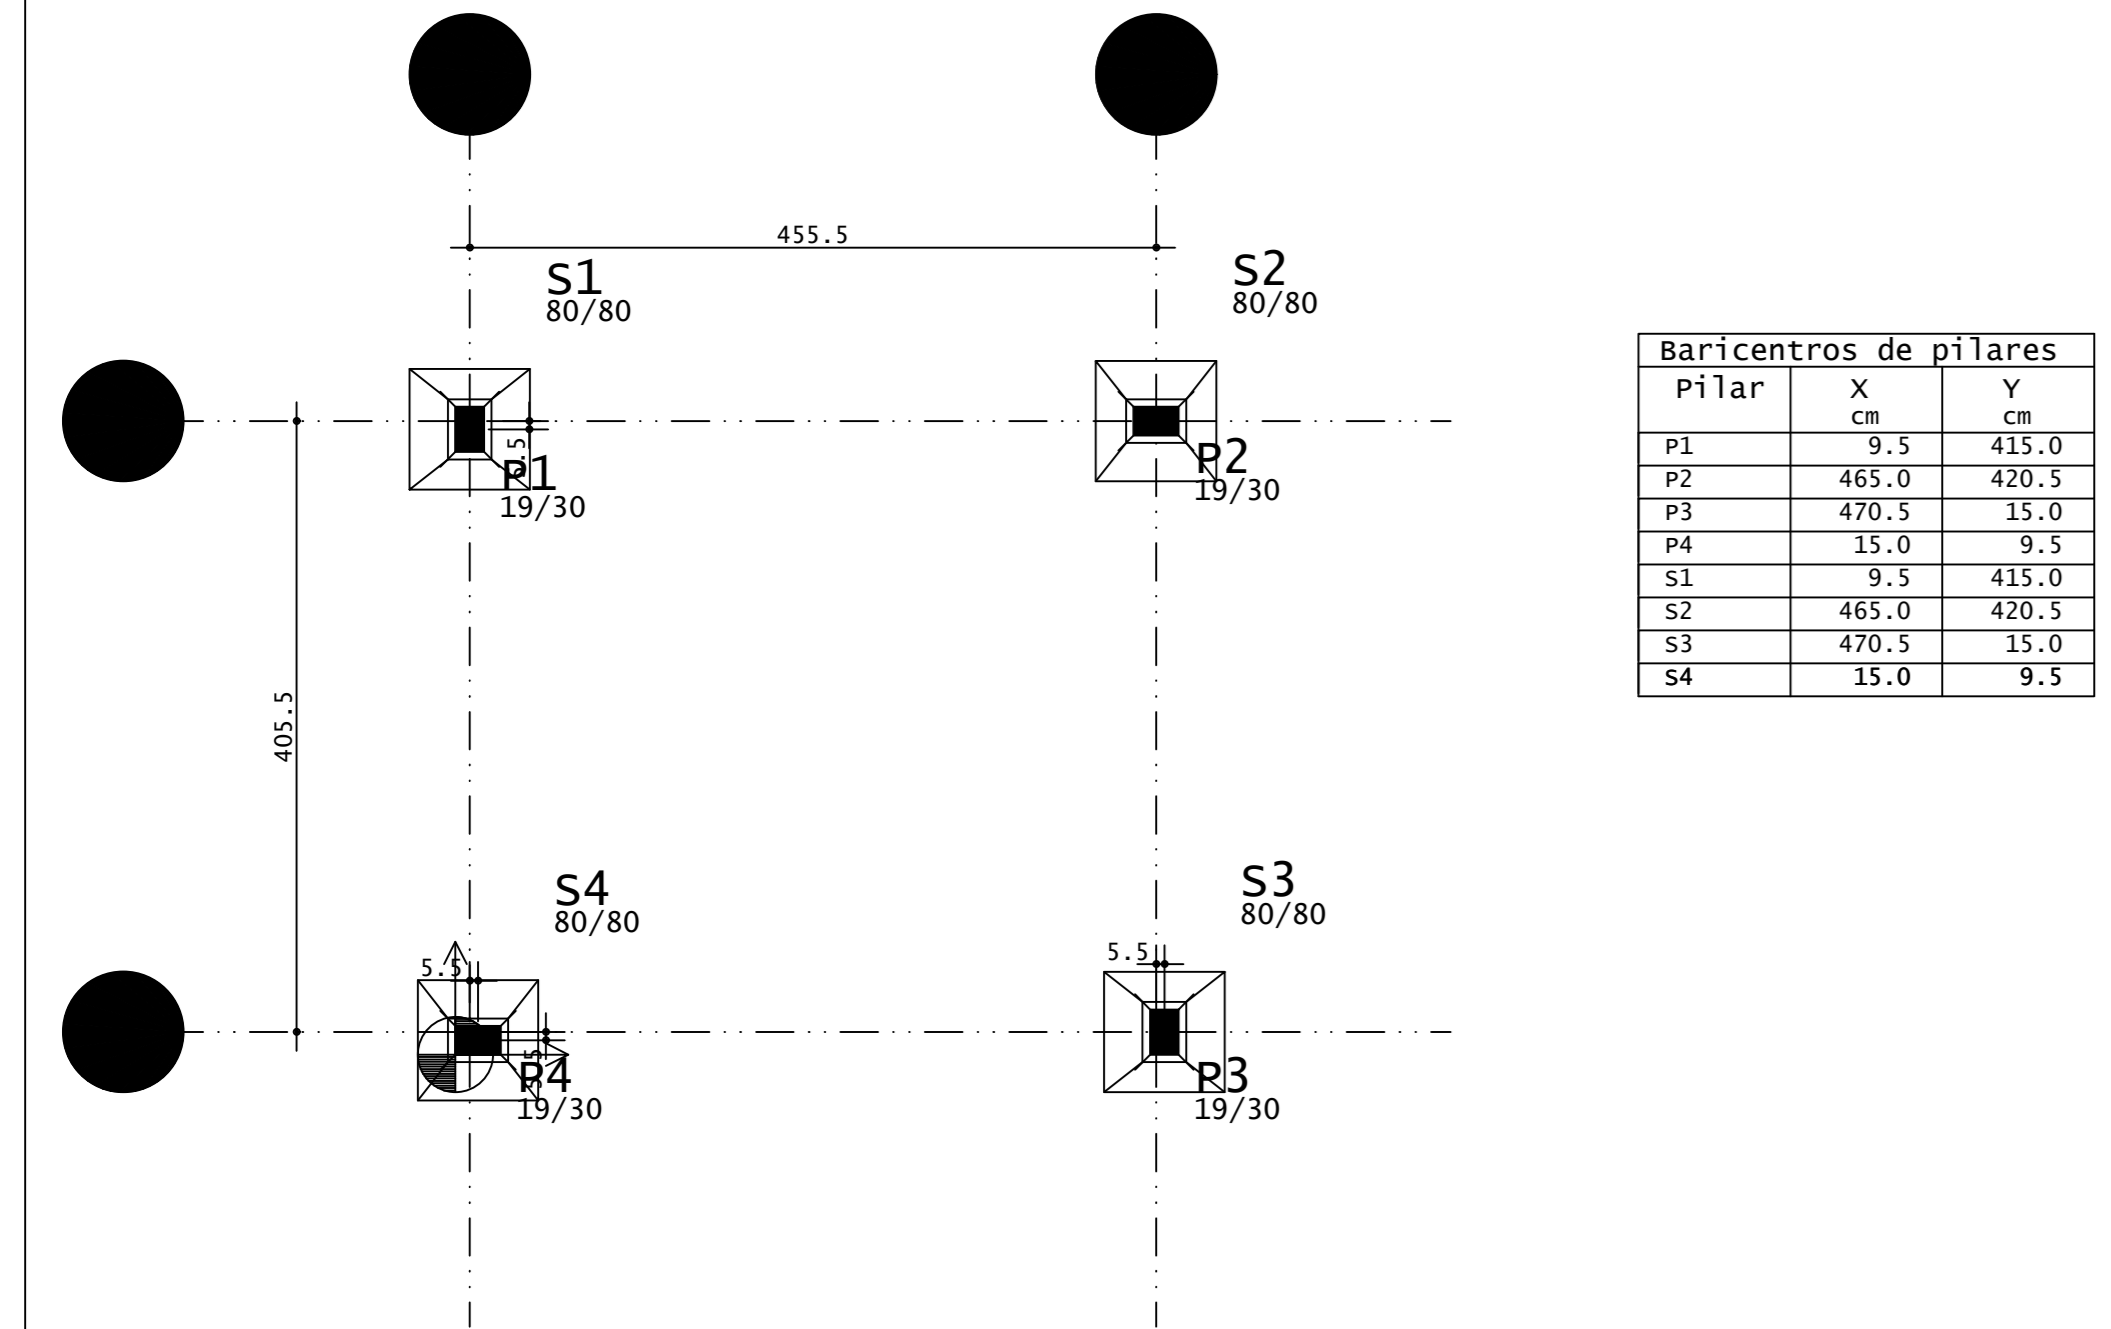 455.5
S1
80/80
S2
80/80
5.5
P1
19/30
P2
19/30
405.5
S4
80/80
S3
80/80
5.5
5.5
5.5
P4
19/30
P3
19/30
Baricentros de pilares
Pilar X Y
cm cm
P1 9.5 415.0
P2 465.0 420.5
P3 470.5 15.0
P4 15.0 9.5
S1 9.5 415.0
S2 465.0 420.5
S3 470.5 15.0
S4 15.0 9.5